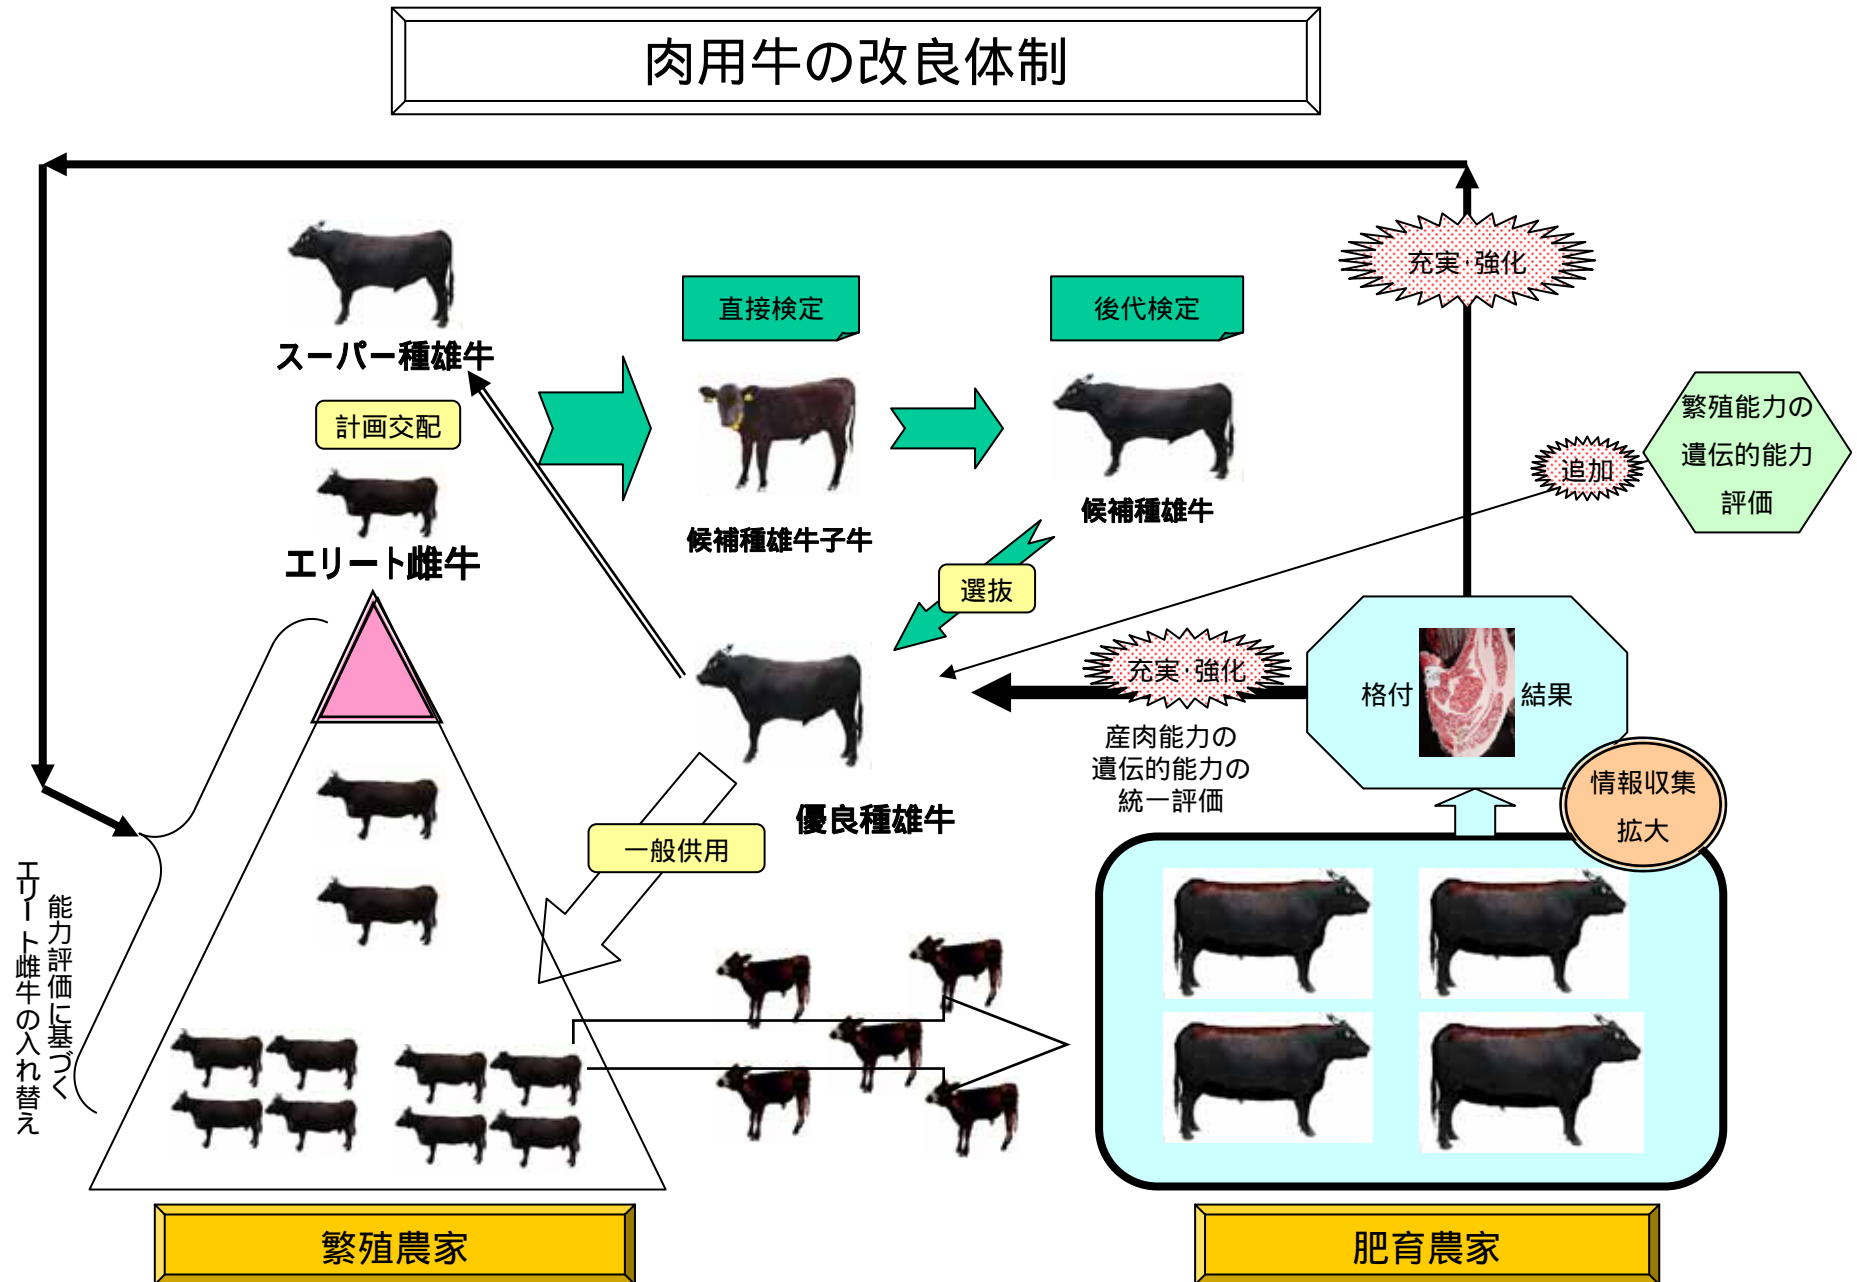 肉用牛の改良体制
充実・強化
直接検定
後代検定
スーパー種雄牛
計画交配
エリート雌牛
候補種雄牛子牛
候補種雄牛
繁殖能力の
遺伝的能力
評価
追加
選抜
充実・強化
格付
結果
産肉能力の
遺伝的能力の
統一評価
情報収集
拡大
優良種雄牛
一般供用
能力評価に基づく
エリート雌牛の入れ替え
繁殖農家
肥育農家